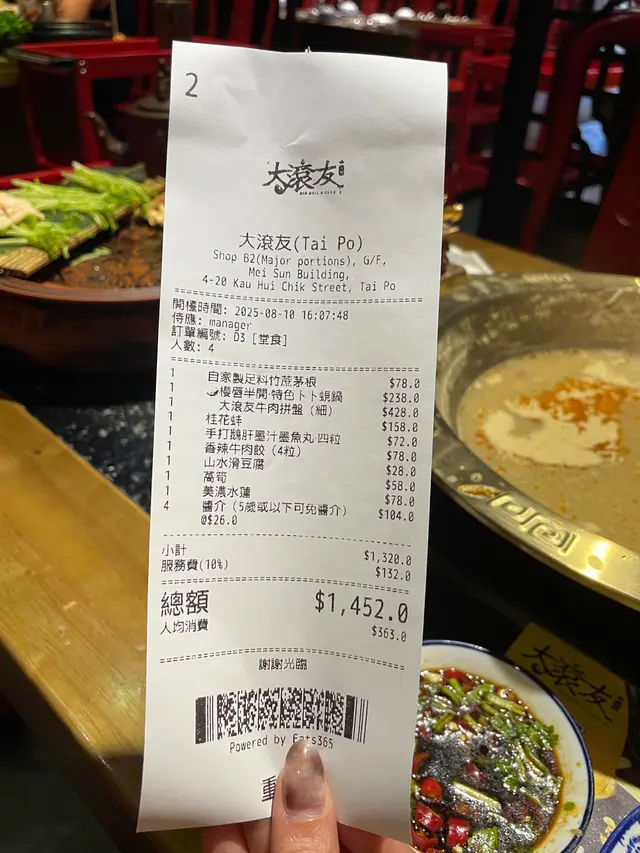 2
大滾友
大滾友(Tai Po)
Shop B2(Major portions), G/F,
Mei Sun Building,
4-20 Kau Hui Chik Street, Tai Po
開檯時間: 2025-08-10 16:07:48
侍應: manager
訂單編號: D3 [堂食]
人數: 4
1 自家製足料竹蔗茅根 $78.0
1 櫻唇半開·特色卜卜蜆鍋 $238.0
1 大滾友牛肉拼盤（細） $428.0
1 桂花蚌 $158.0
1 手打鵝肝墨汁墨魚丸·四粒 $72.0
1 香辣牛肉餃（4粒） $78.0
1 山水滑豆腐 $28.0
1 萵筍 $58.0
1 美濃水蓮 $78.0
4 醬介（5歲或以下可免醬介） $104.0
@$26.0
小計 $1,320.0
服務費(10%) $132.0
總額 $1,452.0
人均消費 $363.0
謝謝光臨
Powered by Eats365
重
大滾友